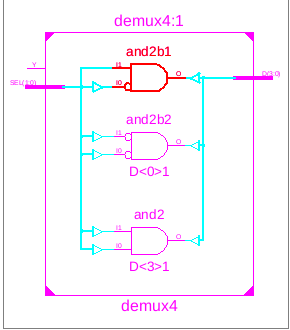 demux4:1
and2b1
Y
I1
SEL(1:0)
I0
O
D(3:0)
and2b2
I1
I0
O
D<0>1
and2
I1
I0
O
D<3>1
demux4